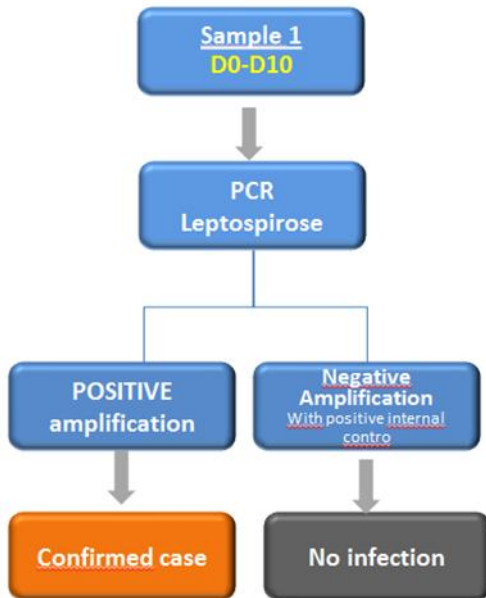 Sample 1
D0-D10
PCR
Leptospirose
POSITIVE
amplification
Negative
Amplification
With positive internal
contro
Confirmed case
No infection